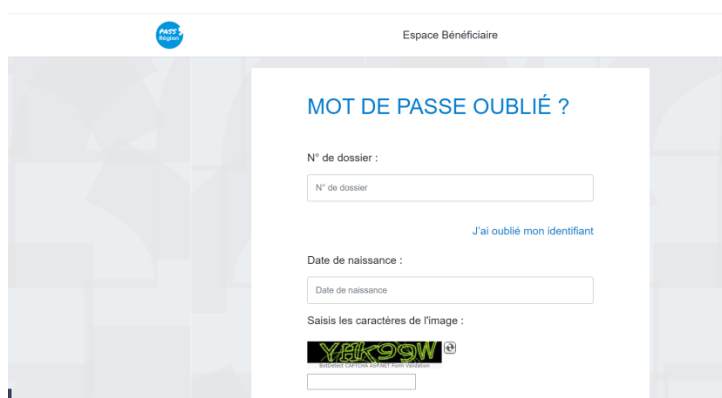 PASS
Région
Espace Bénéficiaire
MOT DE PASSE OUBLIÉ ?
N° de dossier :
N° de dossier
J'ai oublié mon identifiant
Date de naissance :
Date de naissance
Saisis les caractères de l'image :
BotDetect CAPTCHA ASP.NET Form Validation